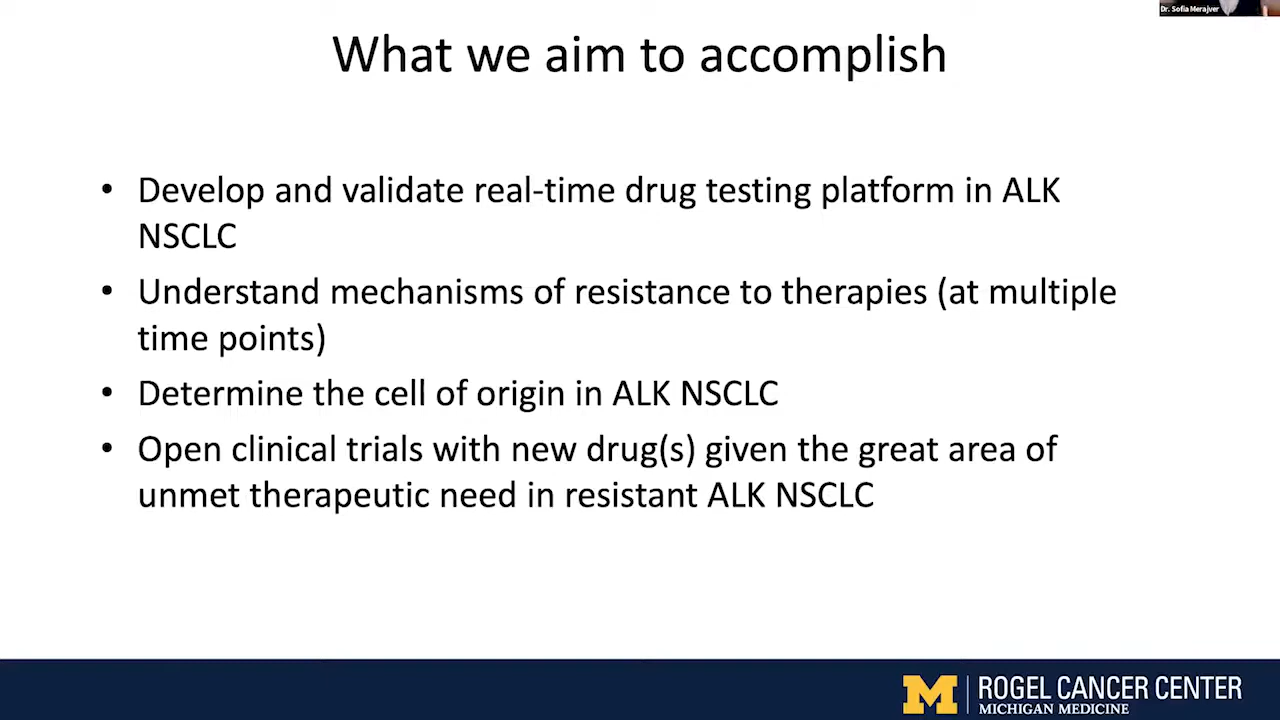 Dr. Sofia Merajver
What we aim to accomplish
• Develop and validate real-time drug testing platform in ALK
NSCLC
• Understand mechanisms of resistance to therapies (at multiple
time points)
• Determine the cell of origin in ALK NSCLC
• Open clinical trials with new drug(s) given the great area of
unmet therapeutic need in resistant ALK NSCLC
M
ROGEL CANCER CENTER
MICHIGAN MEDICINE